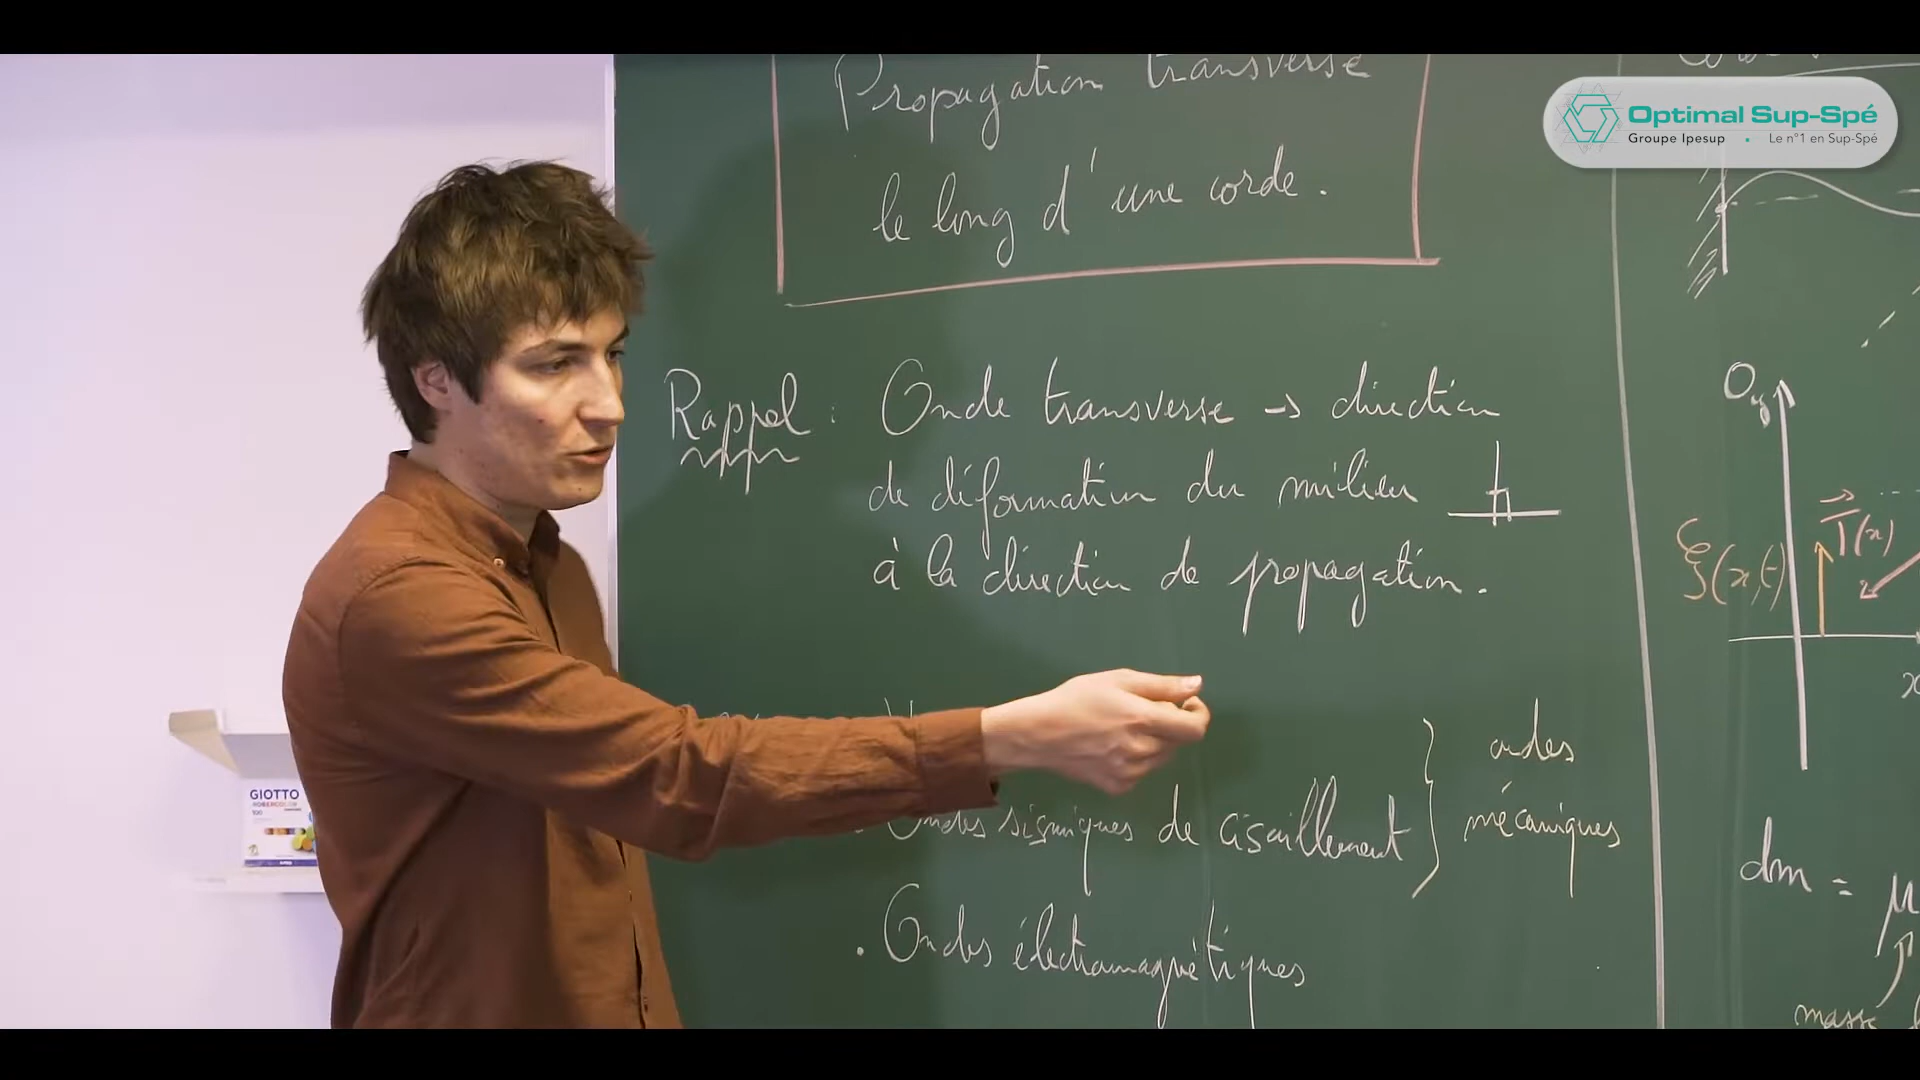 Propagation transverse
le long d'une corde.
Rappel : Onde transverse → direction
de déformation du milieu
à la direction de propagation.
Ondes sismiques de cisaillement
ondes
mécaniques
. Ondes électromagnétiques
Oy
ξ(x,t)
T(x)
x
dm = μ
masse
Optimal Sup-Spé
Groupe Ipesup . Le n°1 en Sup-Spé
GIOTTO
ROBERCOLOR
100